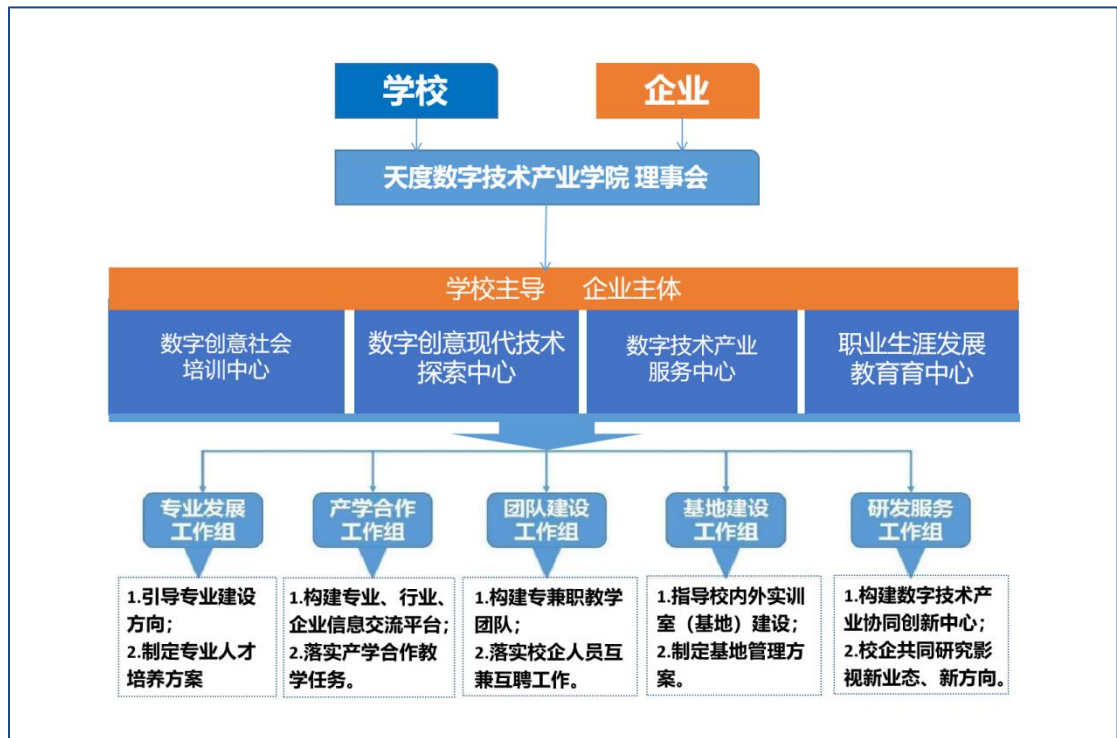 学校
企业
天度数字技术产业学院 理事会
学校主导 企业主体
数字创意社会
培训中心
数字创意现代技术
探索中心
数字技术产业
服务中心
职业生涯发展
教育育中心
专业发展
工作组
产学合作
工作组
团队建设
工作组
基地建设
工作组
研发服务
工作组
1.引导专业建设
方向；
2.制定专业人才
培养方案
1.构建专业、行业、
企业信息交流平台；
2.落实产学合作教
学任务。
1.构建专兼职教学
团队；
2.落实校企人员互
兼互聘工作。
1.指导校内外实训
室（基地）建设；
2.制定基地管理方
案。
1.构建数字技术产
业协同创新中心；
2.校企共同研究影
视新业态、新方向。